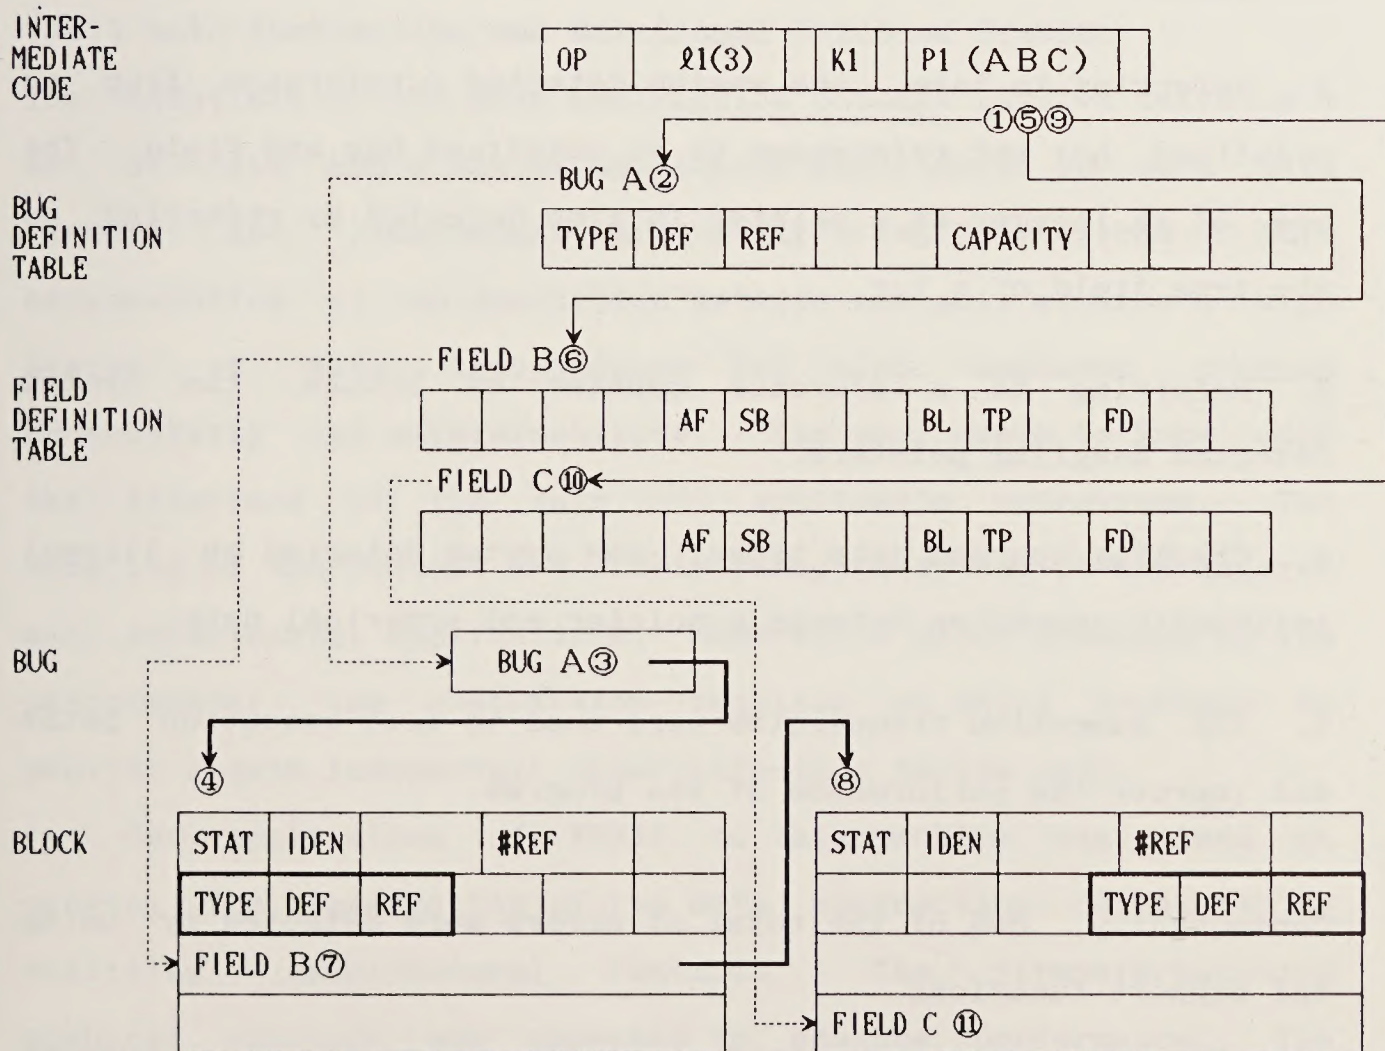 INTER-
MEDIATE
CODE
OP ℓ1(3) K1 P1 (ABC)
①⑤⑨
BUG A②
BUG
DEFINITION
TABLE
TYPE DEF REF CAPACITY
FIELD B⑥
FIELD
DEFINITION
TABLE
AF SB BL TP FD
FIELD C⑩
AF SB BL TP FD
BUG
BUG A③
④ ⑧
BLOCK
STAT IDEN #REF STAT IDEN #REF
TYPE DEF REF TYPE DEF REF
FIELD B⑦
FIELD C ⑪